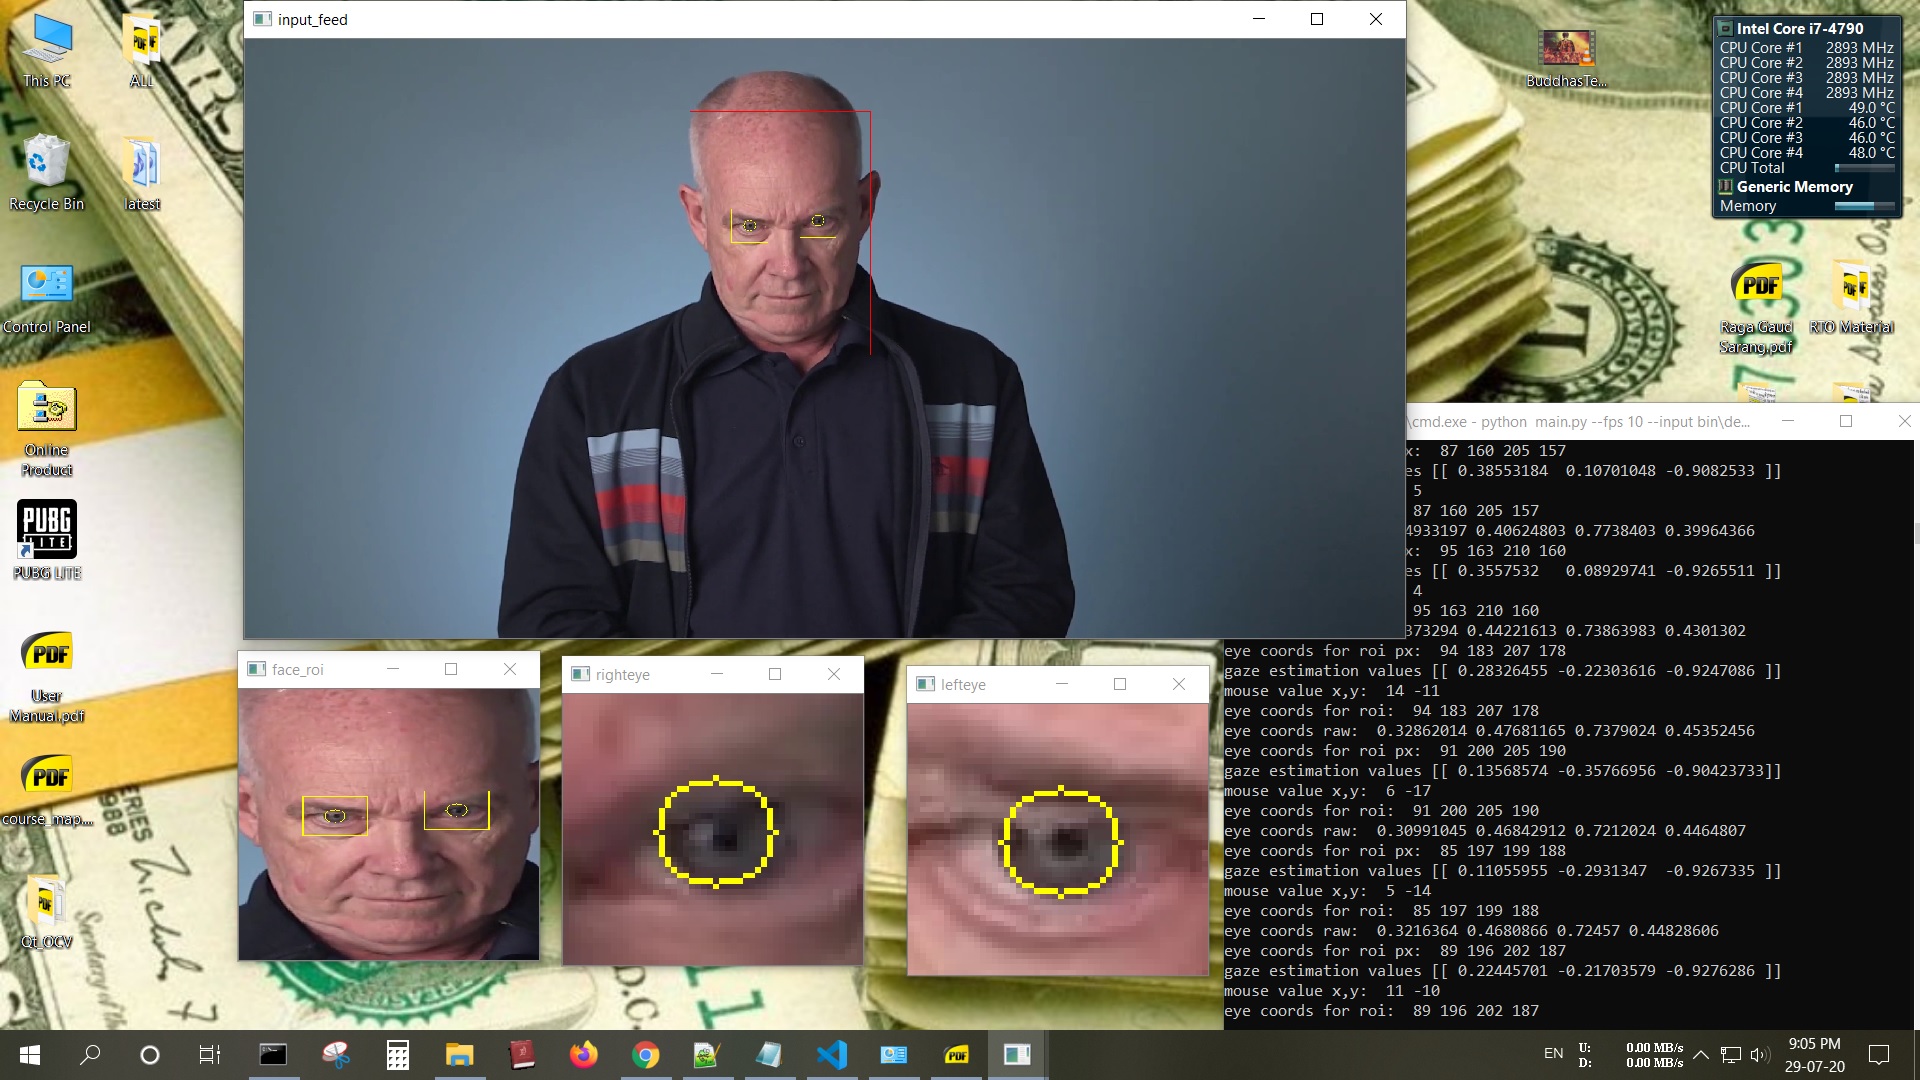 This PC
ALL
Recycle Bin
latest
Control Panel
Online
Product
PUBG
LITE
PUBG LITE
PDF
User
Manual.pdf
PDF
course_map....
PDF
Qt_OCV
input_feed
BuddhasTe...
Intel Core i7-4790
CPU Core #1 2893 MHz
CPU Core #2 2893 MHz
CPU Core #3 2893 MHz
CPU Core #4 2893 MHz
CPU Core #1 49.0 °C
CPU Core #2 46.0 °C
CPU Core #3 46.0 °C
CPU Core #4 48.0 °C
CPU Total
Generic Memory
Memory
PDF
PDF
Raga Gaud
Sarang.pdf
RTO Material
\cmd.exe - python main.py --fps 10 --input bin\de...
x: 87 160 205 157
es [[ 0.38553184 0.10701048 -0.9082533 ]]
5
87 160 205 157
4933197 0.40624803 0.7738403 0.39964366
x: 95 163 210 160
es [[ 0.3557532 0.08929741 -0.9265511 ]]
4
95 163 210 160
373294 0.44221613 0.73863983 0.4301302
eye coords for roi px: 94 183 207 178
gaze estimation values [[ 0.28326455 -0.22303616 -0.9247086 ]]
mouse value x,y: 14 -11
eye coords for roi: 94 183 207 178
eye coords raw: 0.32862014 0.47681165 0.7379024 0.45352456
eye coords for roi px: 91 200 205 190
gaze estimation values [[ 0.13568574 -0.35766956 -0.90423733]]
mouse value x,y: 6 -17
eye coords for roi: 91 200 205 190
eye coords raw: 0.30991045 0.46842912 0.7212024 0.4464807
eye coords for roi px: 85 197 199 188
gaze estimation values [[ 0.11055955 -0.2931347 -0.9267335 ]]
mouse value x,y: 5 -14
eye coords for roi: 85 197 199 188
eye coords raw: 0.3216364 0.4680866 0.72457 0.44828606
eye coords for roi px: 89 196 202 187
gaze estimation values [[ 0.22445701 -0.21703579 -0.9276286 ]]
mouse value x,y: 11 -10
eye coords for roi: 89 196 202 187
face_roi
righteye
lefteye
PDF
EN
U: 0.00 MB/s
D: 0.00 MB/s
9:05 PM
29-07-20